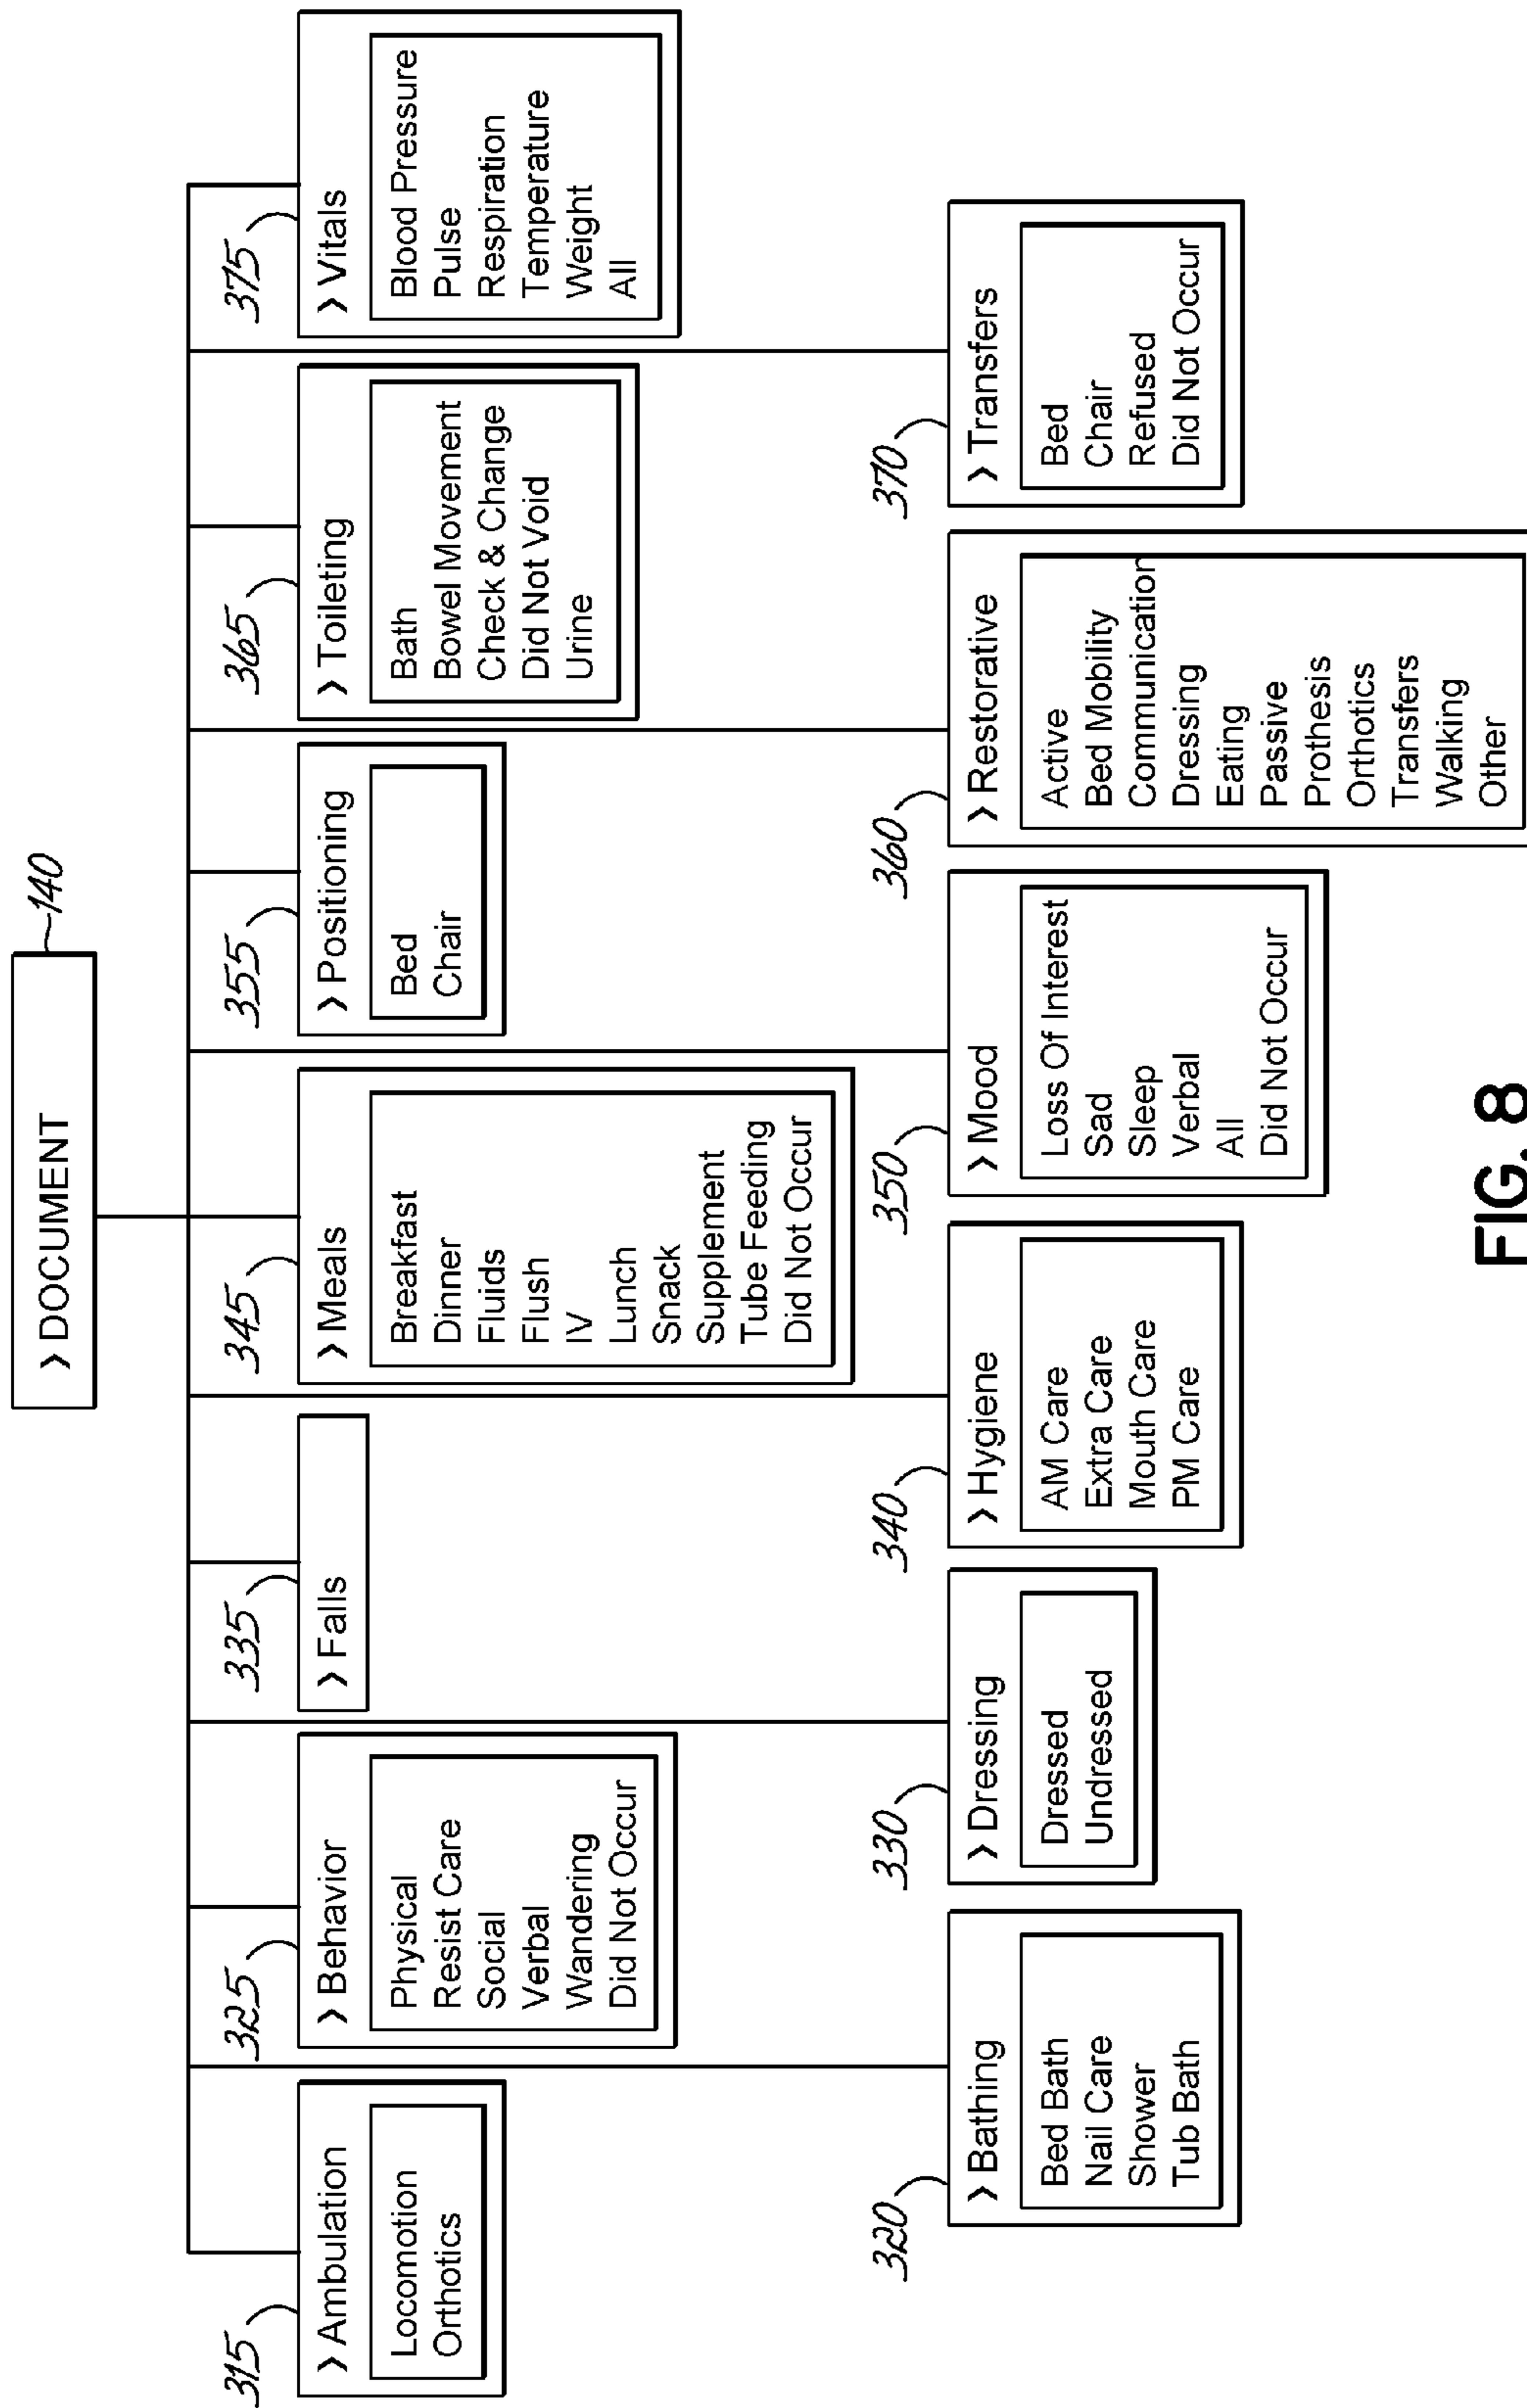 ❯ DOCUMENT
140
315
❯ Ambulation
Locomotion
Orthotics
325
❯ Behavior
Physical
Resist Care
Social
Verbal
Wandering
Did Not Occur
335
❯ Falls
345
❯ Meals
Breakfast
Dinner
Fluids
Flush
IV
Lunch
Snack
Supplement
Tube Feeding
Did Not Occur
355
❯ Positioning
Bed
Chair
365
❯ Toileting
Bath
Bowel Movement
Check & Change
Did Not Void
Urine
375
❯ Vitals
Blood Pressure
Pulse
Respiration
Temperature
Weight
All
320
❯ Bathing
Bed Bath
Nail Care
Shower
Tub Bath
330
❯ Dressing
Dressed
Undressed
340
❯ Hygiene
AM Care
Extra Care
Mouth Care
PM Care
350
❯ Mood
Loss Of Interest
Sad
Sleep
Verbal
All
Did Not Occur
360
❯ Restorative
Active
Bed Mobility
Communication
Dressing
Eating
Passive
Prothesis
Orthotics
Transfers
Walking
Other
370
❯ Transfers
Bed
Chair
Refused
Did Not Occur
FIG. 8